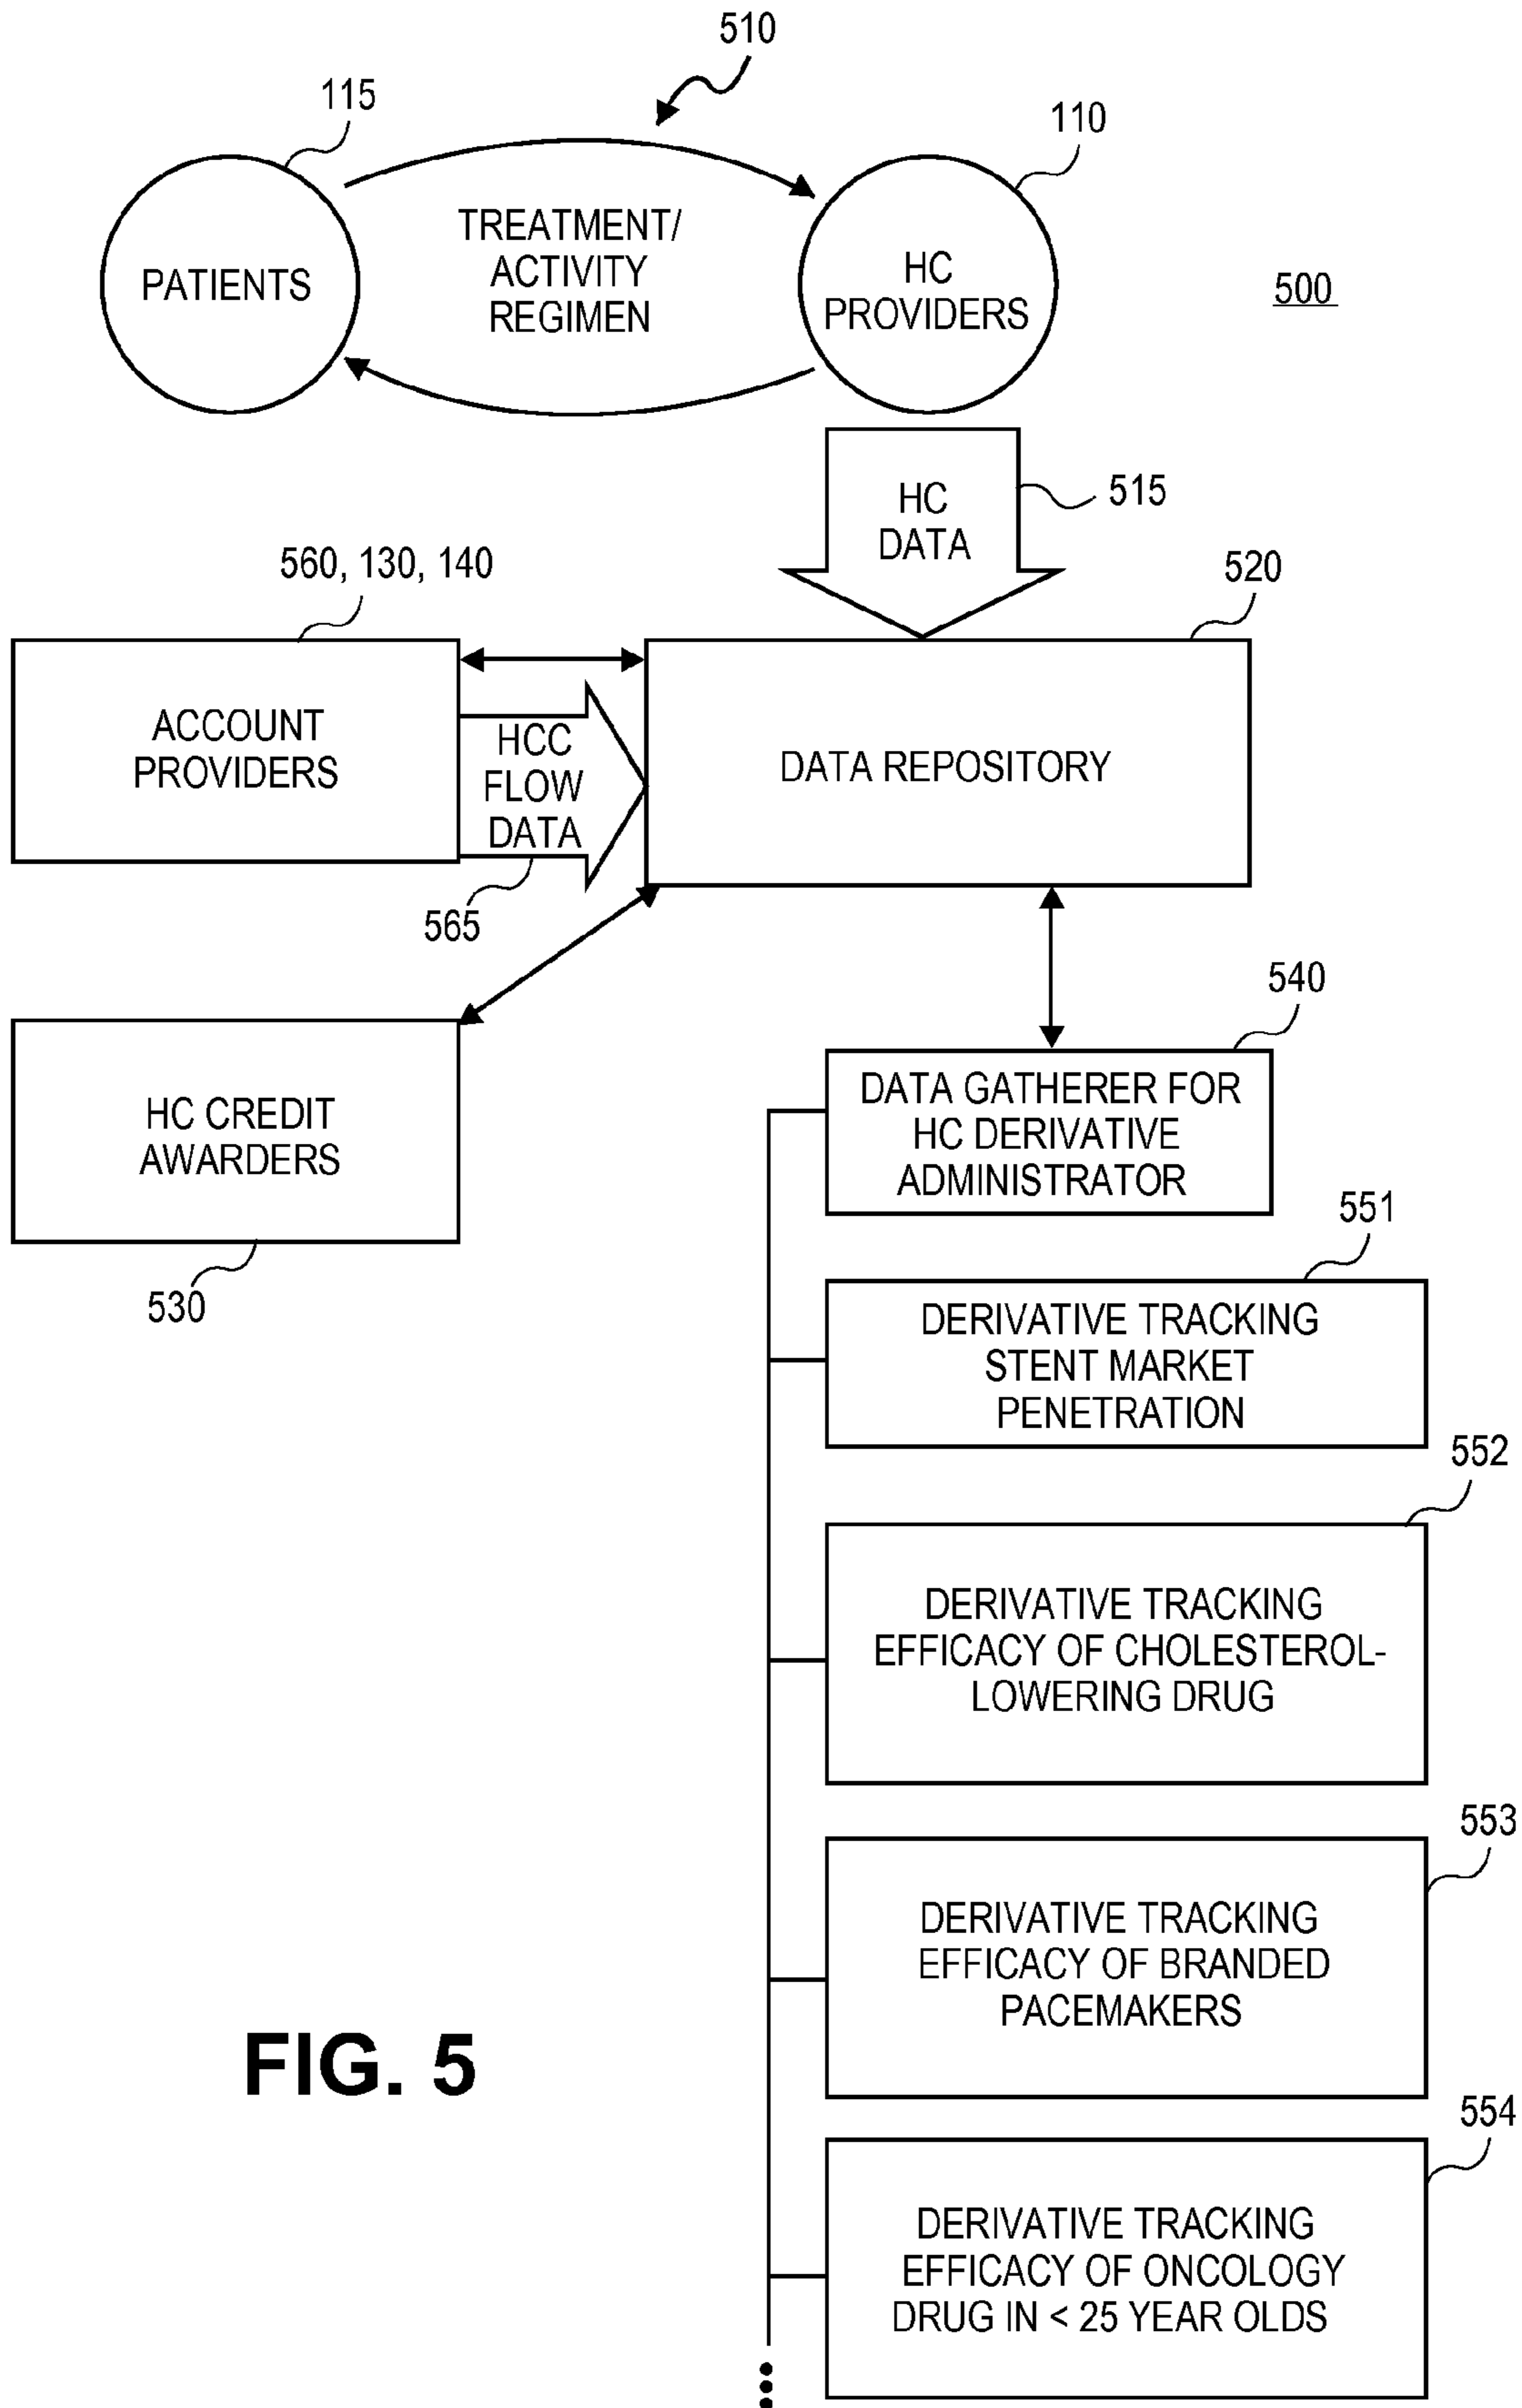 510
115
110
PATIENTS
TREATMENT/
ACTIVITY
REGIMEN
HC
PROVIDERS
500
HC
DATA
515
560, 130, 140
520
ACCOUNT
PROVIDERS
HCC
FLOW
DATA
DATA REPOSITORY
565
540
HC CREDIT
AWARDERS
530
DATA GATHERER FOR
HC DERIVATIVE
ADMINISTRATOR
551
DERIVATIVE TRACKING
STENT MARKET
PENETRATION
552
DERIVATIVE TRACKING
EFFICACY OF CHOLESTEROL-
LOWERING DRUG
553
DERIVATIVE TRACKING
EFFICACY OF BRANDED
PACEMAKERS
FIG. 5
554
DERIVATIVE TRACKING
EFFICACY OF ONCOLOGY
DRUG IN < 25 YEAR OLDS